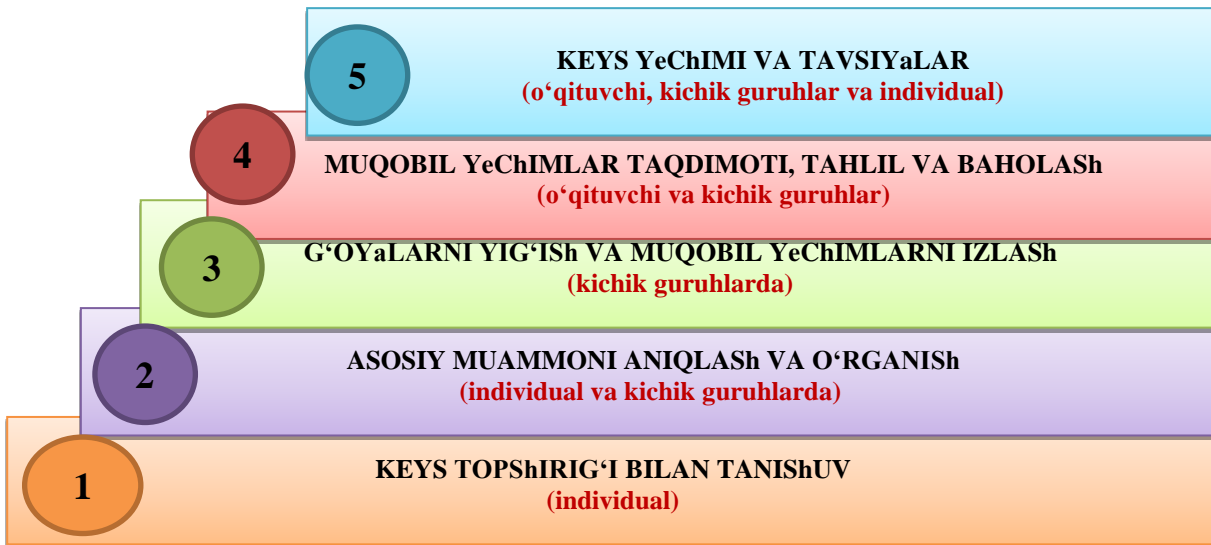 5
KEYS YeChIMI VA TAVSIYaLAR
(o‘qituvchi, kichik guruhlar va individual)
4
MUQOBIL YeChIMLAR TAQDIMOTI, TAHLIL VA BAHOLASh
(o‘qituvchi va kichik guruhlar)
3
G‘OYaLARNI YIG‘ISh VA MUQOBIL YeChIMLARNI IZLASh
(kichik guruhlarda)
2
ASOSIY MUAMMONI ANIQLASh VA O‘RGANISh
(individual va kichik guruhlarda)
1
KEYS TOPShIRIG‘I BILAN TANIShUV
(individual)